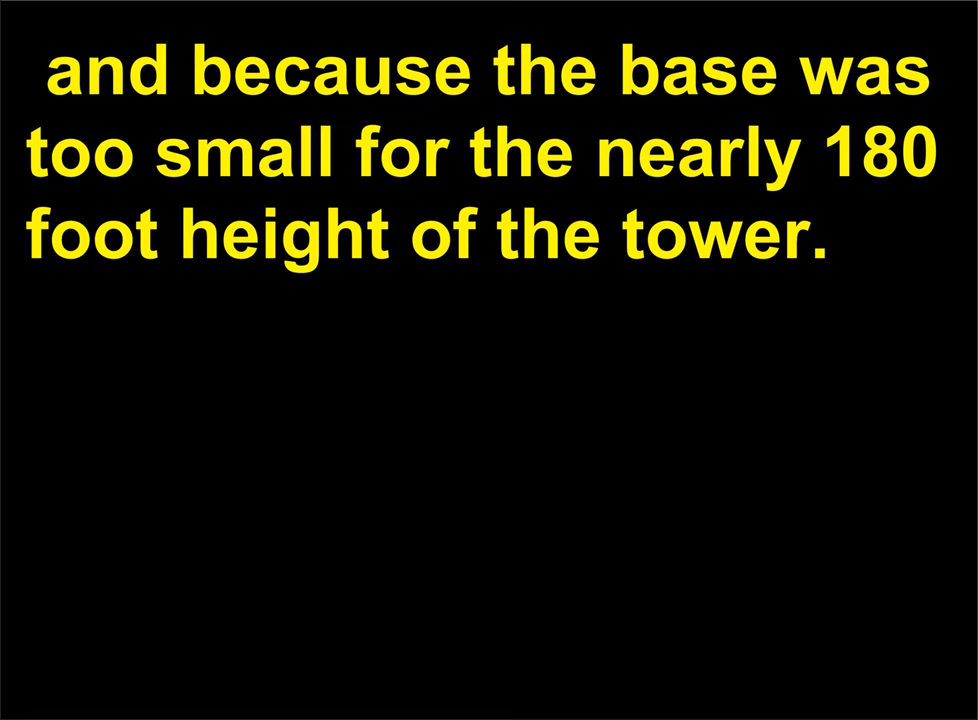 and because the base was
too small for the nearly 180
foot height of the tower.